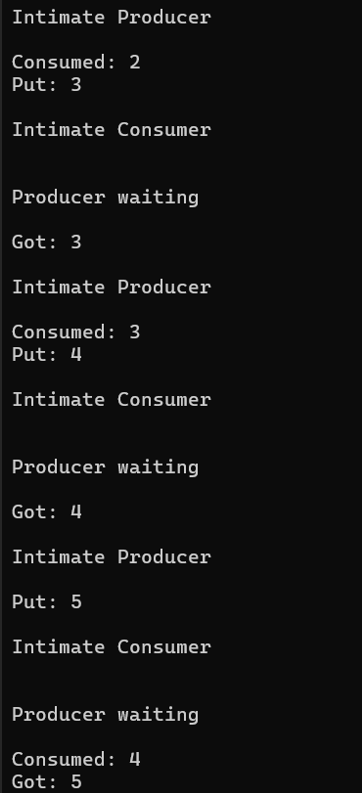 Intimate Producer
Consumed: 2
Put: 3
Intimate Consumer
Producer waiting
Got: 3
Intimate Producer
Consumed: 3
Put: 4
Intimate Consumer
Producer waiting
Got: 4
Intimate Producer
Put: 5
Intimate Consumer
Producer waiting
Consumed: 4
Got: 5